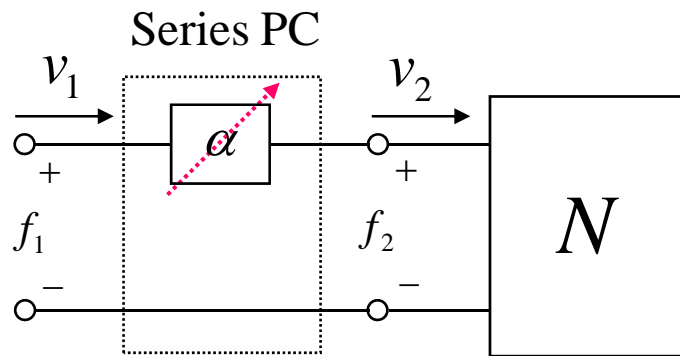 Series PC
v₁ v₂
α
+ +
f₁ f₂ N
− −